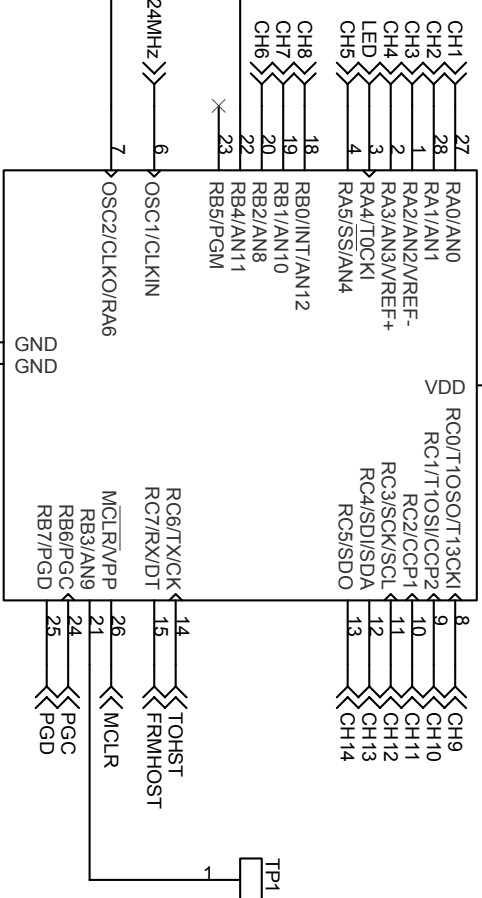 CH1
CH2
CH3
CH4
LED
CH5
CH8
CH7
CH6
24MHz
27
28
1
2
3
4
18
19
20
22
23
6
7
RA0/AN0
RA1/AN1
RA2/AN2/VREF-
RA3/AN3/VREF+
RA4/T0CKI
RA5/SS/AN4
RB0/INT/AN12
RB1/AN10
RB2/AN8
RB4/AN11
RB5/PGM
OSC1/CLKIN
OSC2/CLKO/RA6
GND
GND
VDD
RC0/T1OSO/T13CKI
RC1/T1OSI/CCP2
RC2/CCP1
RC3/SCK/SCL
RC4/SDI/SDA
RC5/SDO
RC6/TX/CK
RC7/RX/DT
MCLR/VPP
RB3/AN9
RB6/PGC
RB7/PGD
8
9
10
11
12
13
14
15
26
21
24
25
CH9
CH10
CH11
CH12
CH13
CH14
TOHST
FRMHOST
MCLR
PGC
PGD
1
TP1